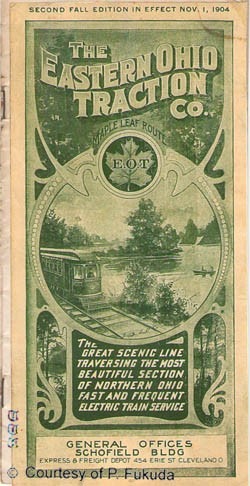 SECOND FALL EDITION IN EFFECT NOV. 1, 1904
THE
EASTERN OHIO
TRACTION
CO.
MAPLE LEAF ROUTE
E.O.T
THE
GREAT SCENIC LINE
TRAVERSING THE MOST
BEAUTIFUL SECTION
OF NORTHERN OHIO
FAST AND FREQUENT
ELECTRIC TRAIN SERVICE
GENERAL OFFICES
SCHOFIELD BLDG
EXPRESS & FREIGHT DEPOT 454 ERIE ST CLEVELAND O
© Courtesy of P. Fukuda